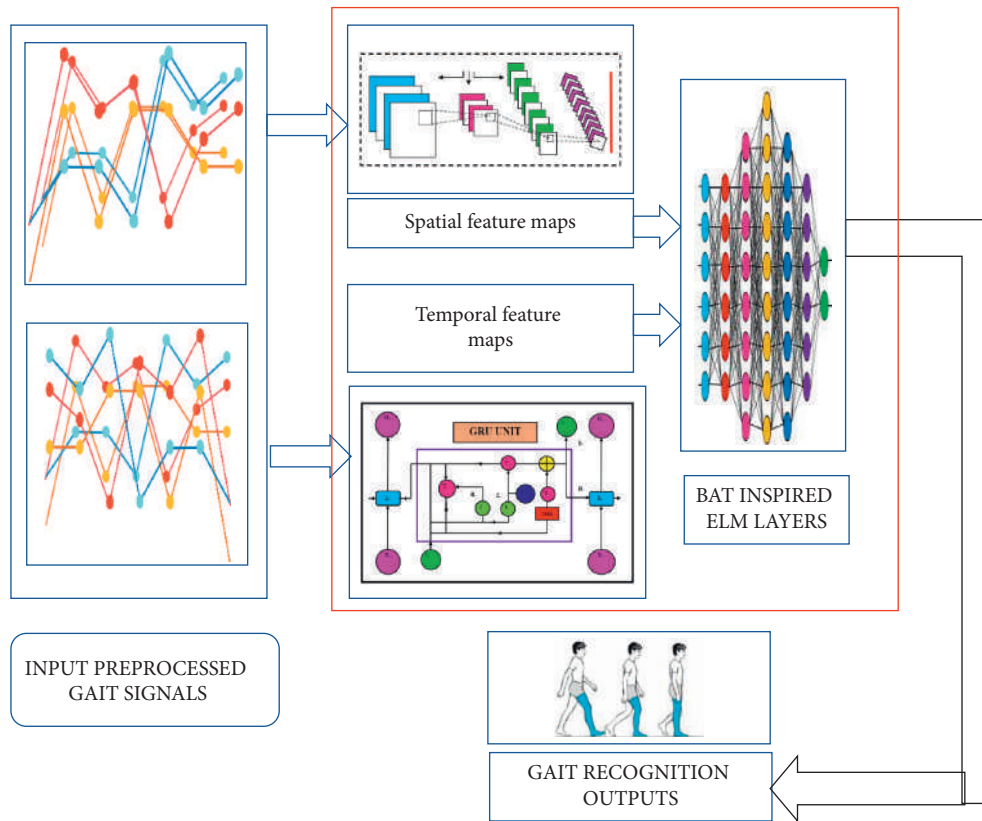 Spatial feature maps
Temporal feature
maps
GRU UNIT
BAT INSPIRED
ELM LAYERS
INPUT PREPROCESSED
GAIT SIGNALS
GAIT RECOGNITION
OUTPUTS